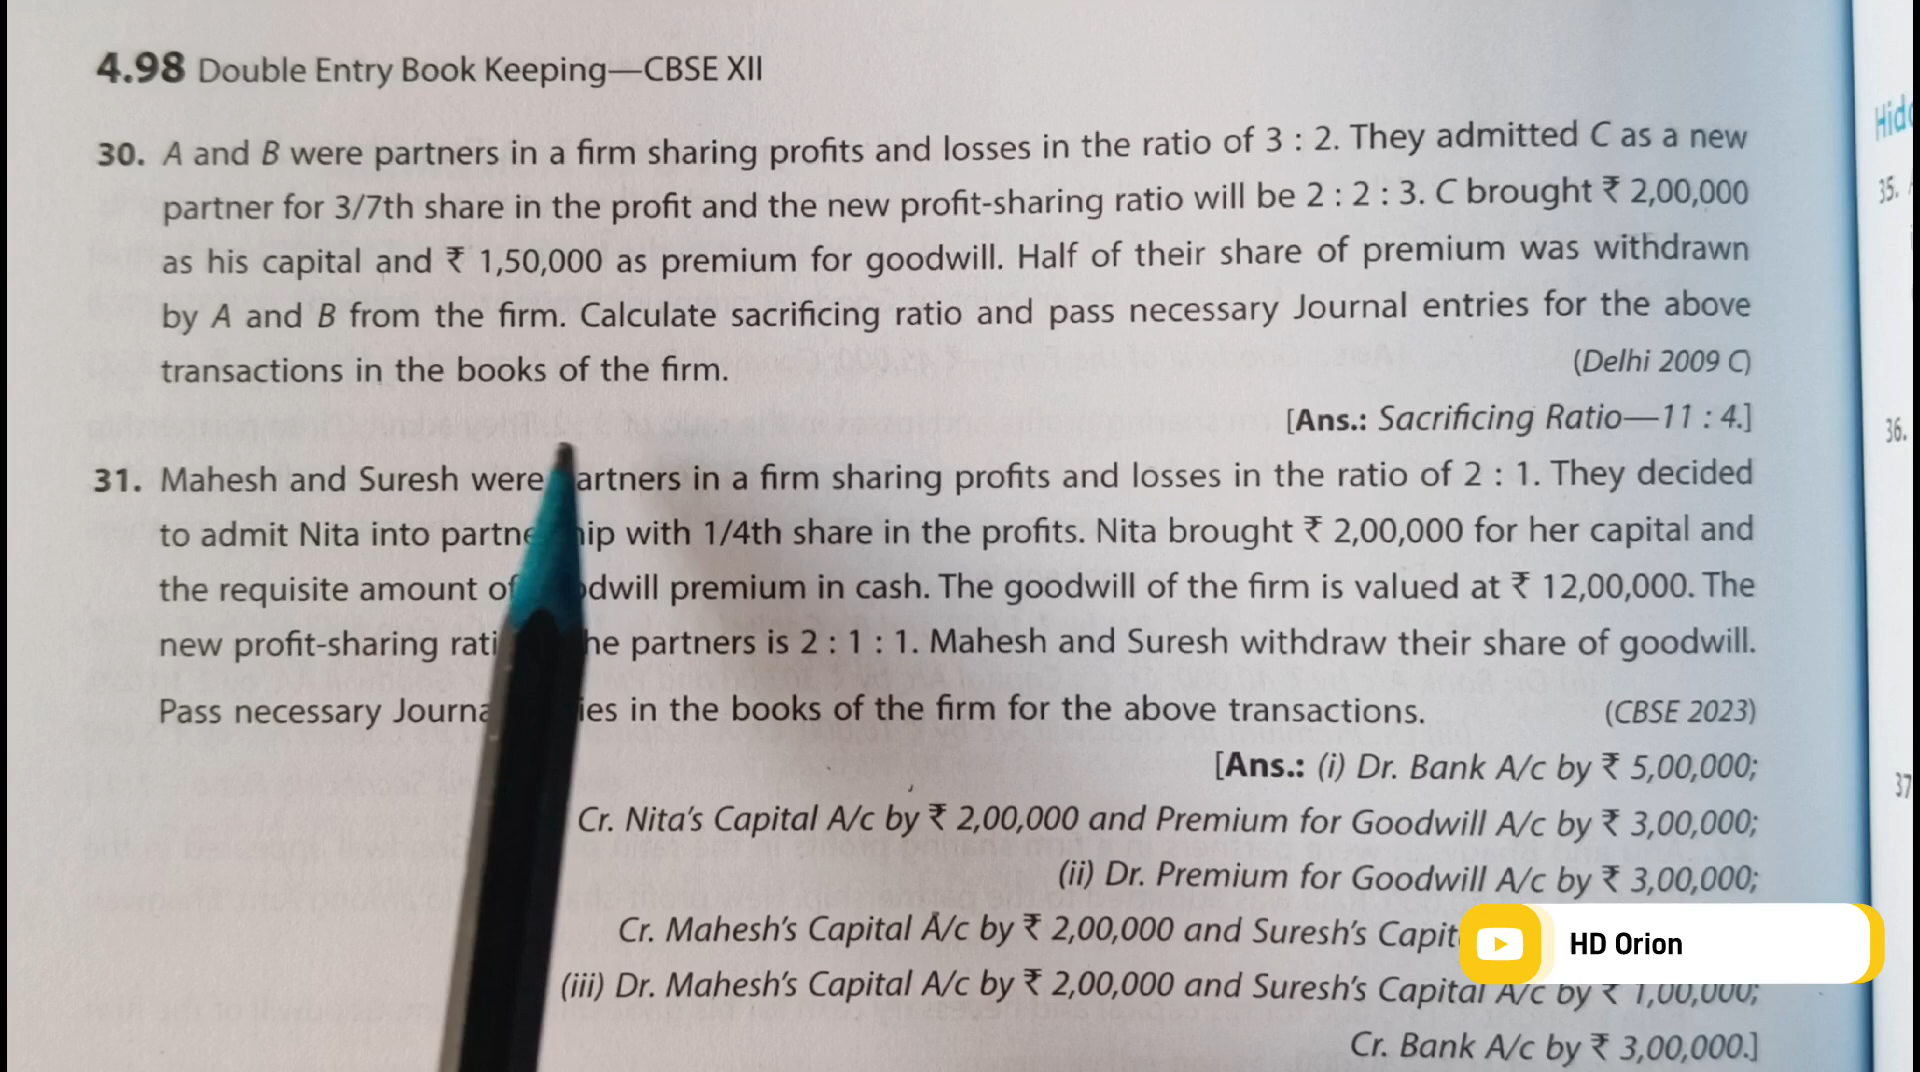 4.98 Double Entry Book Keeping—CBSE XII
30. A and B were partners in a firm sharing profits and losses in the ratio of 3 : 2. They admitted C as a new
partner for 3/7th share in the profit and the new profit-sharing ratio will be 2 : 2 : 3. C brought ₹ 2,00,000
as his capital and ₹ 1,50,000 as premium for goodwill. Half of their share of premium was withdrawn
by A and B from the firm. Calculate sacrificing ratio and pass necessary Journal entries for the above
transactions in the books of the firm. (Delhi 2009 C)
[Ans.: Sacrificing Ratio—11 : 4.]
31. Mahesh and Suresh were artners in a firm sharing profits and losses in the ratio of 2 : 1. They decided
to admit Nita into partne hip with 1/4th share in the profits. Nita brought ₹ 2,00,000 for her capital and
the requisite amount of dwill premium in cash. The goodwill of the firm is valued at ₹ 12,00,000. The
new profit-sharing rati he partners is 2 : 1 : 1. Mahesh and Suresh withdraw their share of goodwill.
Pass necessary Journa ies in the books of the firm for the above transactions. (CBSE 2023)
[Ans.: (i) Dr. Bank A/c by ₹ 5,00,000;
Cr. Nita's Capital A/c by ₹ 2,00,000 and Premium for Goodwill A/c by ₹ 3,00,000;
(ii) Dr. Premium for Goodwill A/c by ₹ 3,00,000;
Cr. Mahesh's Capital A/c by ₹ 2,00,000 and Suresh's Capit
HD Orion
(iii) Dr. Mahesh's Capital A/c by ₹ 2,00,000 and Suresh's Capital A/c by ₹ 1,00,000;
Cr. Bank A/c by ₹ 3,00,000.]
Hid
35.
36.
37